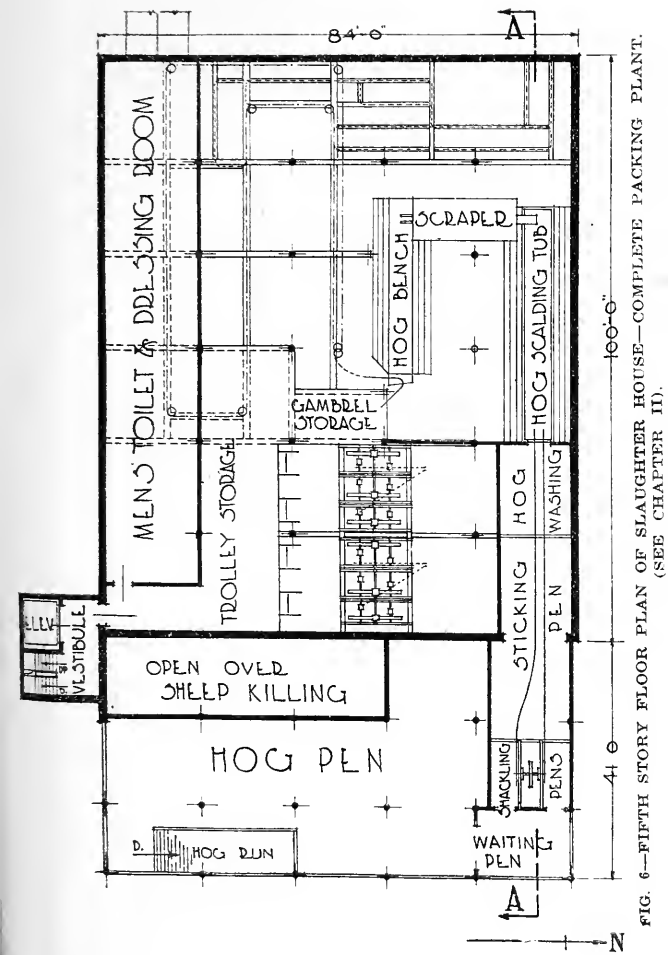 84'-0"
A
MENS TOILET & DRESSING ROOM
SCRAPER
HOG BENCH
HOG SCALDING TUB
100'-0"
GAMBREL
STORAGE
TROLLEY STORAGE
HOG
WASHING
STICKING
PEN
ELEV.
VESTIBULE
OPEN OVER
SHEEP KILLING
HOG PEN
SHACKLING
PENS
41 0
D.
HOG RUN
WAITING
PEN
A
N
FIG. 6—FIFTH STORY FLOOR PLAN OF SLAUGHTER HOUSE—COMPLETE PACKING PLANT.
(SEE CHAPTER II).